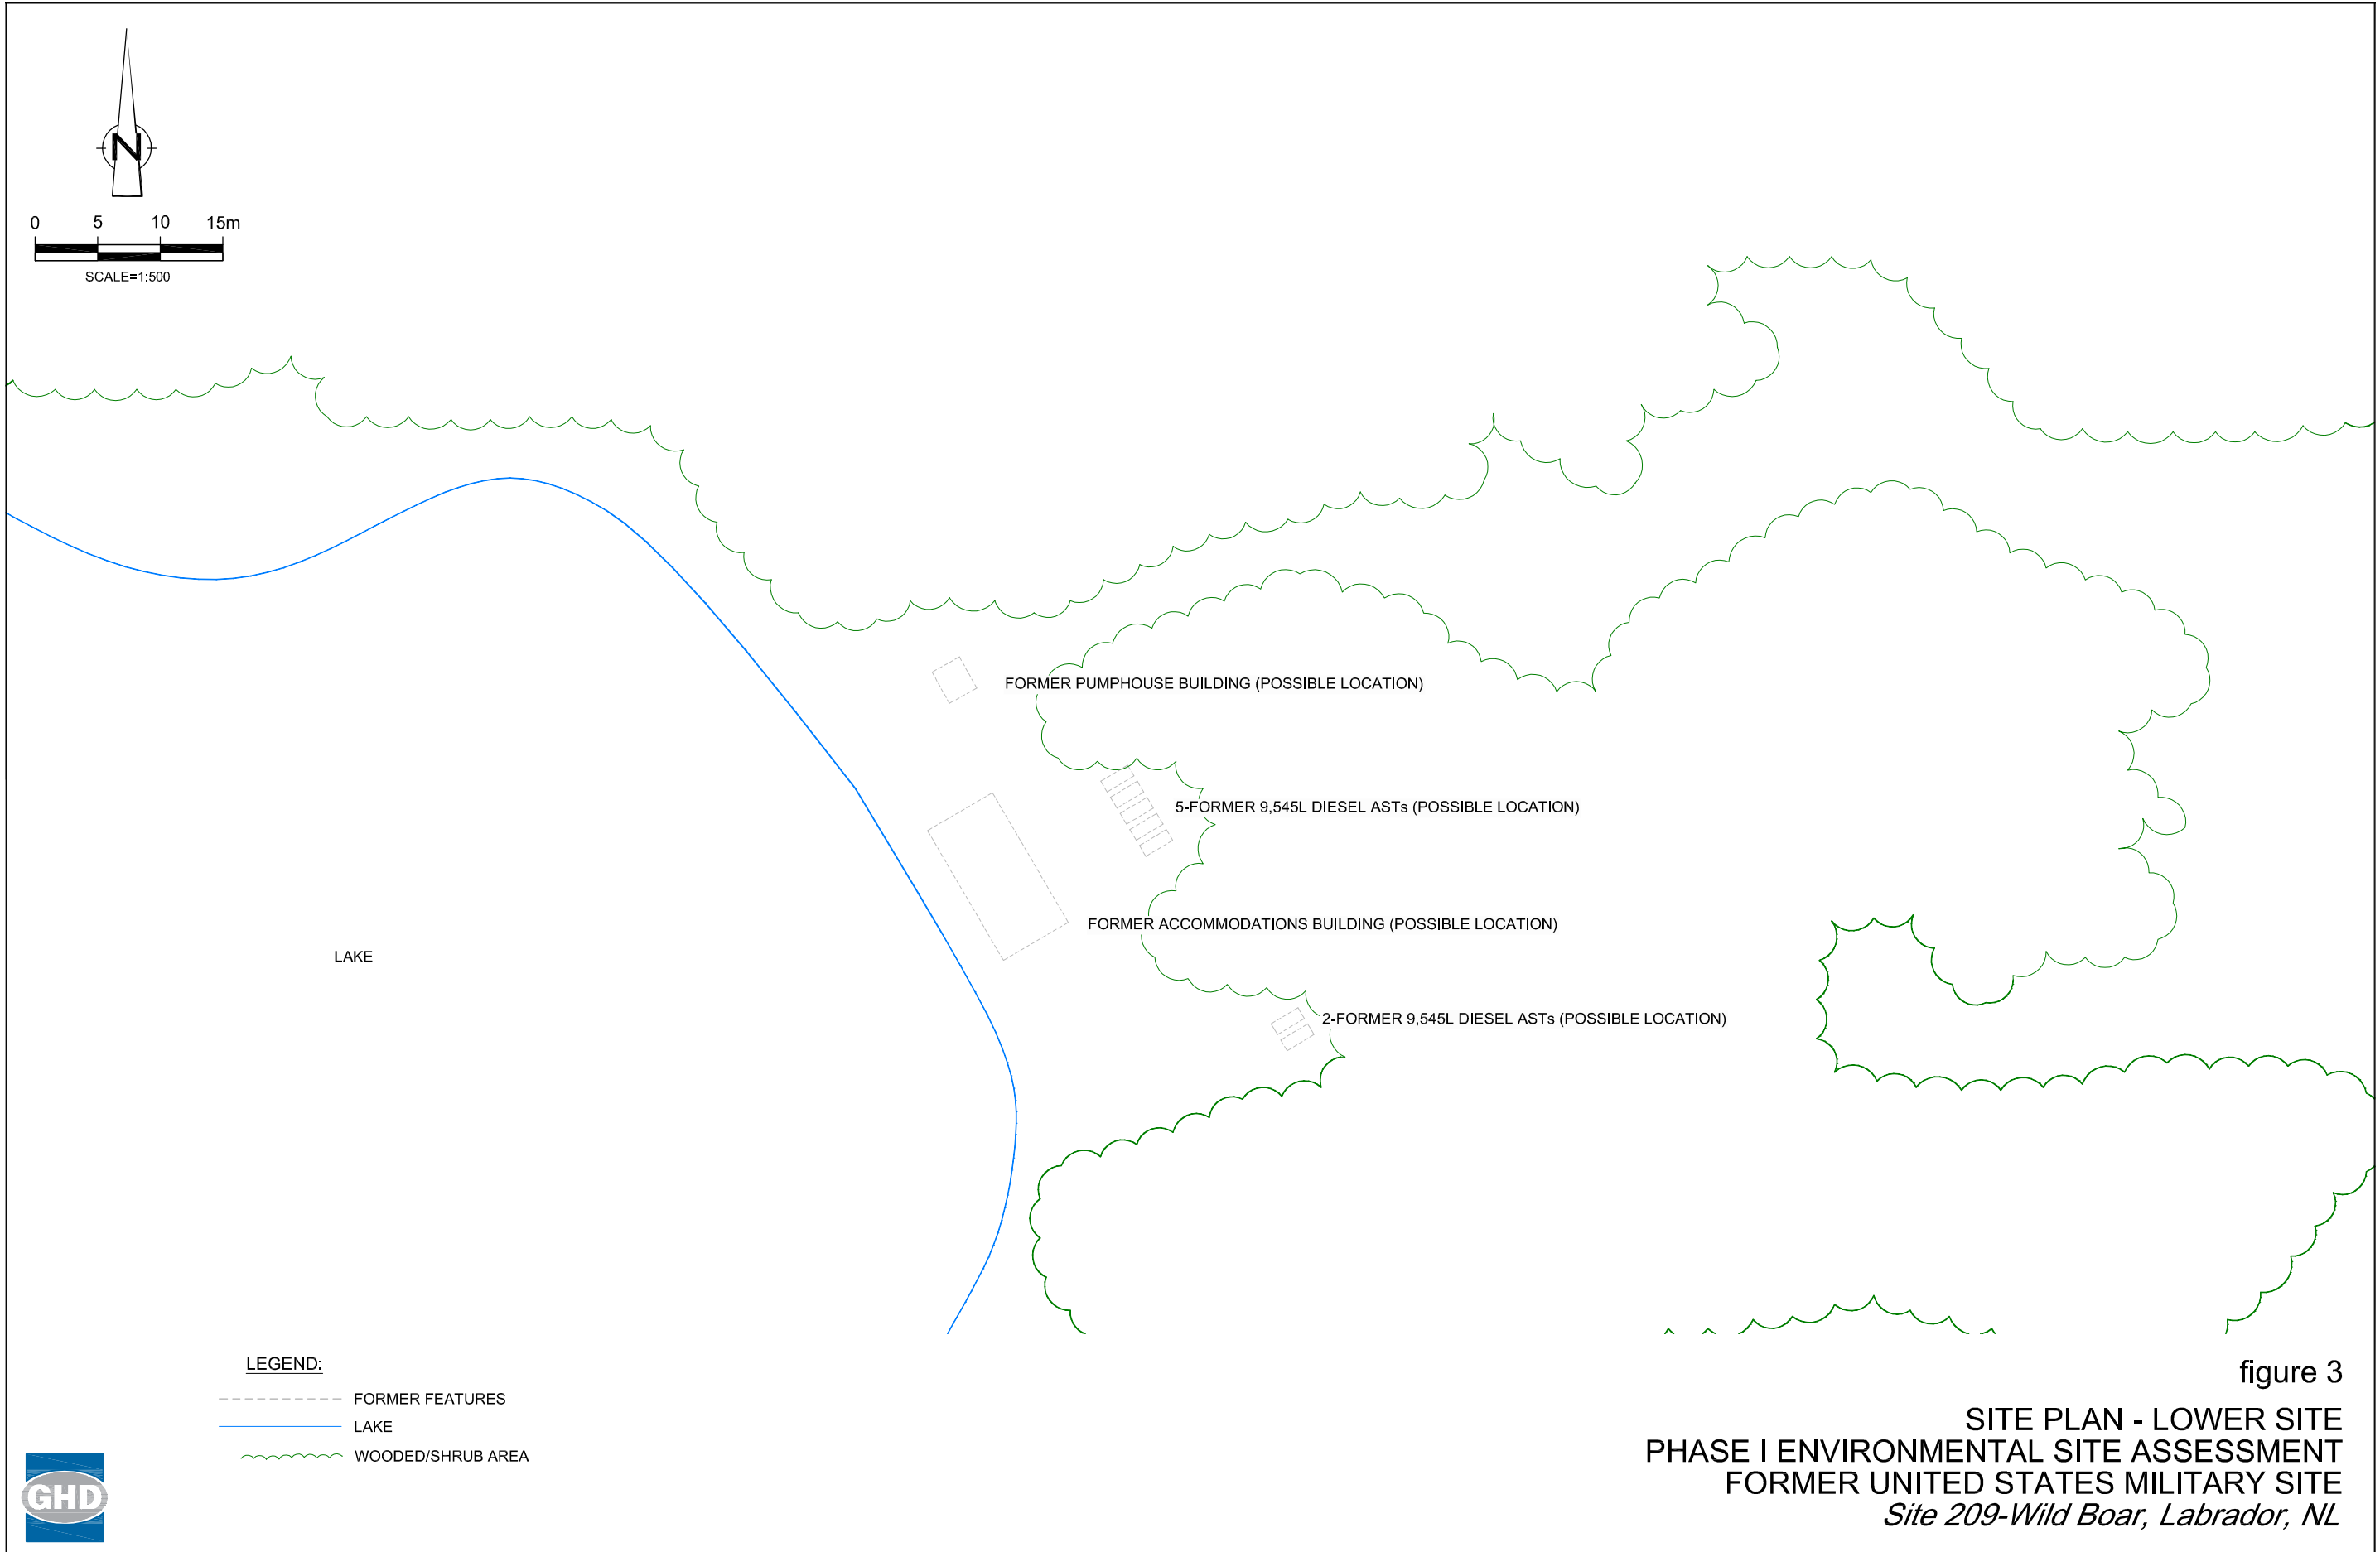 N
0 5 10 15m
SCALE=1:500
FORMER PUMPHOUSE BUILDING (POSSIBLE LOCATION)
5-FORMER 9,545L DIESEL ASTs (POSSIBLE LOCATION)
FORMER ACCOMMODATIONS BUILDING (POSSIBLE LOCATION)
LAKE
2-FORMER 9,545L DIESEL ASTs (POSSIBLE LOCATION)
LEGEND:
FORMER FEATURES
LAKE
WOODED/SHRUB AREA
GHD
figure 3
SITE PLAN - LOWER SITE
PHASE I ENVIRONMENTAL SITE ASSESSMENT
FORMER UNITED STATES MILITARY SITE
Site 209-Wild Boar, Labrador, NL